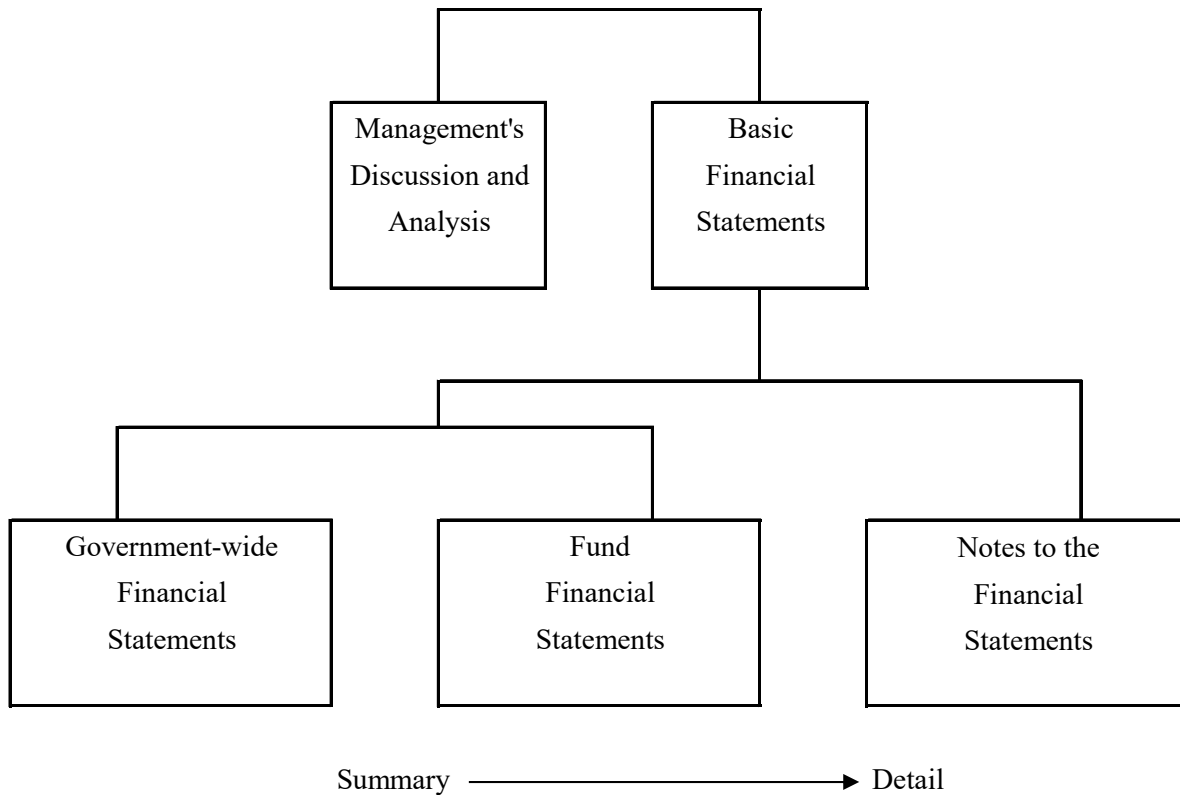 Management's
Discussion and
Analysis
Basic
Financial
Statements
Government-wide
Financial
Statements
Fund
Financial
Statements
Notes to the
Financial
Statements
Summary
Detail